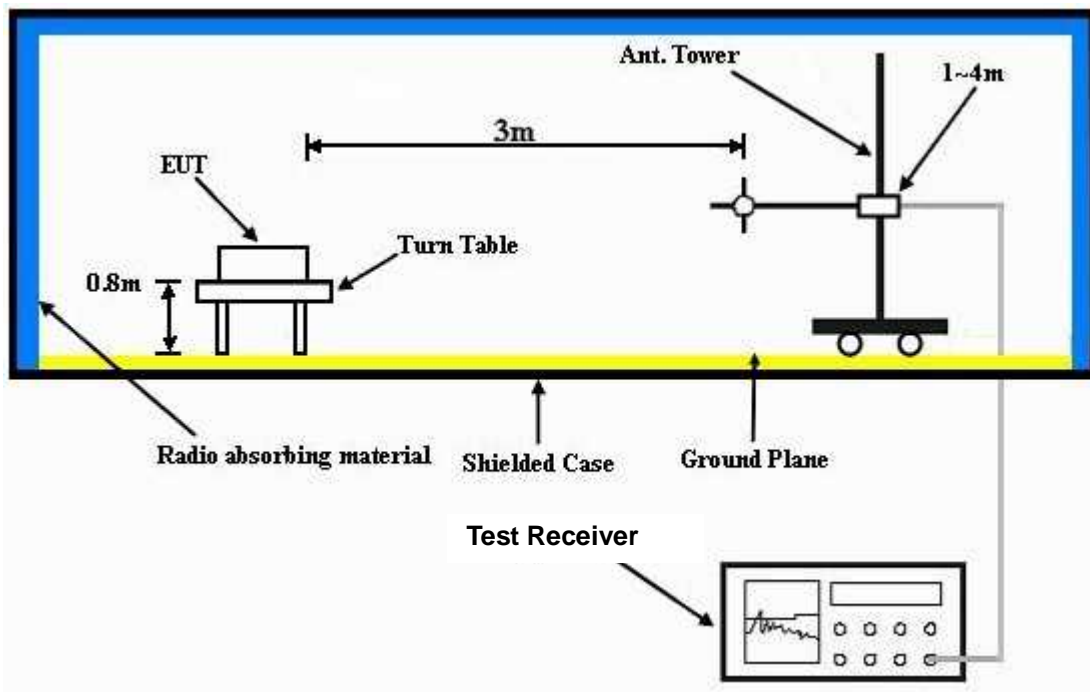 Ant. Tower
1~4m
3m
EUT
Turn Table
0.8m
Radio absorbing material
Shielded Case
Ground Plane
Test Receiver